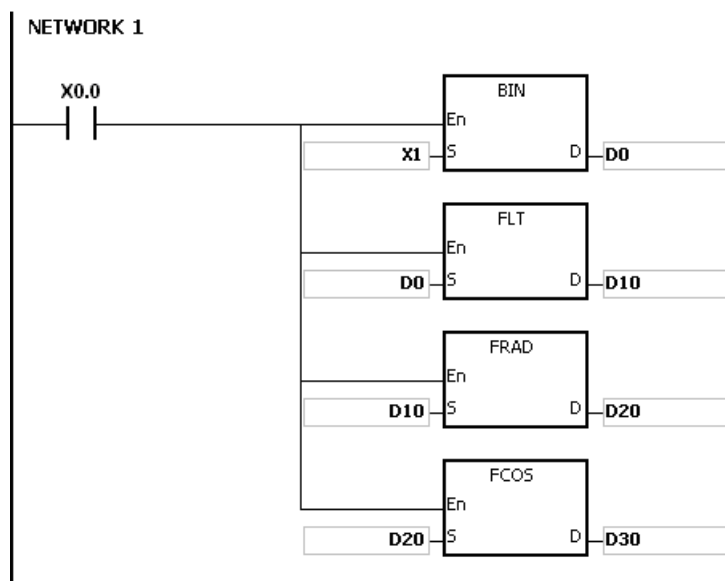 NETWORK 1
X0.0
BIN
En
X1 S D D0
FLT
En
D0 S D D10
FRAD
En
D10 S D D20
FCOS
En
D20 S D D30